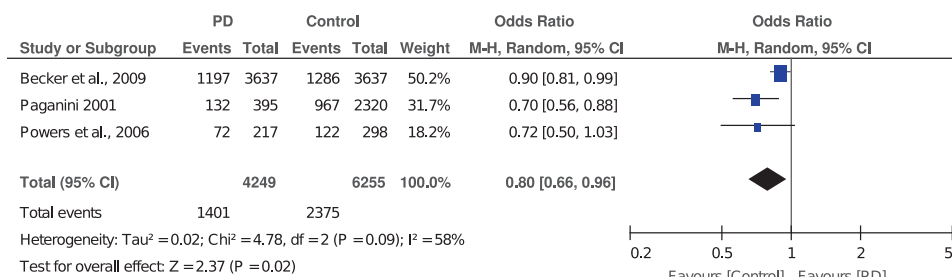 PD Control Odds Ratio Odds Ratio
Study or Subgroup Events Total Events Total Weight M-H, Random, 95% CI M-H, Random, 95% CI
Becker et al., 2009 1197 3637 1286 3637 50.2% 0.90 [0.81, 0.99]
Paganini 2001 132 395 967 2320 31.7% 0.70 [0.56, 0.88]
Powers et al., 2006 72 217 122 298 18.2% 0.72 [0.50, 1.03]
Total (95% CI) 4249 6255 100.0% 0.80 [0.66, 0.96]
Total events 1401 2375
Heterogeneity: Tau² = 0.02; Chi² = 4.78, df = 2 (P = 0.09); I² = 58%
Test for overall effect: Z = 2.37 (P = 0.02)
0.2 0.5 1 2 5
Favours [Control] Favours [PD]